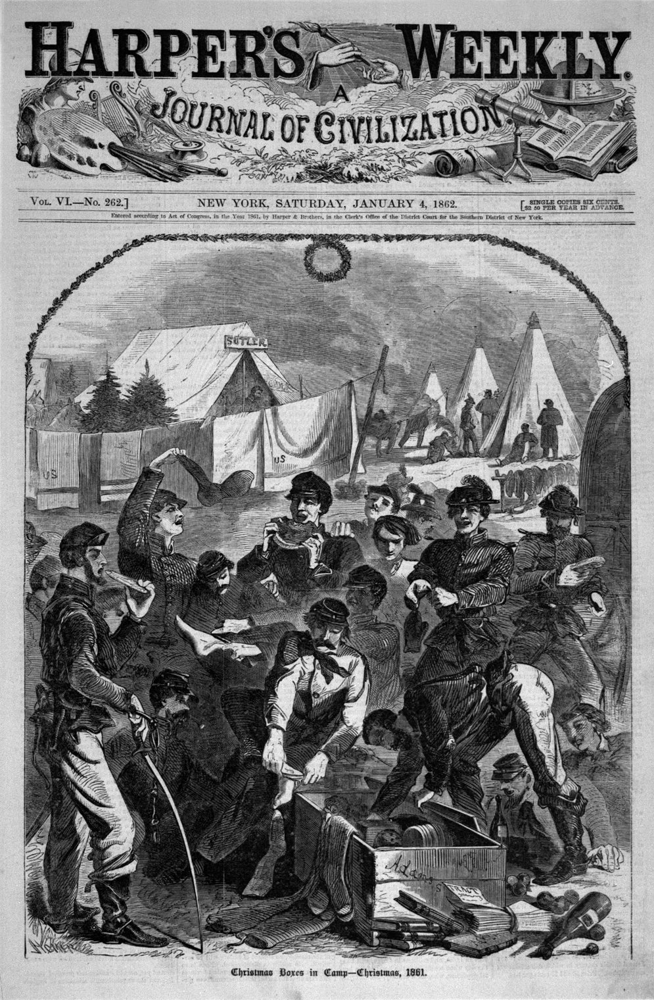 HARPER'S WEEKLY.
A
JOURNAL OF CIVILIZATION
VOL. VI.—NO. 262.]
NEW YORK, SATURDAY, JANUARY 4, 1862.
[SINGLE COPIES SIX CENTS.
$2 50 PER YEAR IN ADVANCE.
Entered according to Act of Congress, in the Year 1861, by Harper & Brothers, in the Clerk's Office of the District Court for the Southern District of New York.
SUTLER
US
US
Adams
TRACT
Christmas Boxes in Camp—Christmas, 1861.